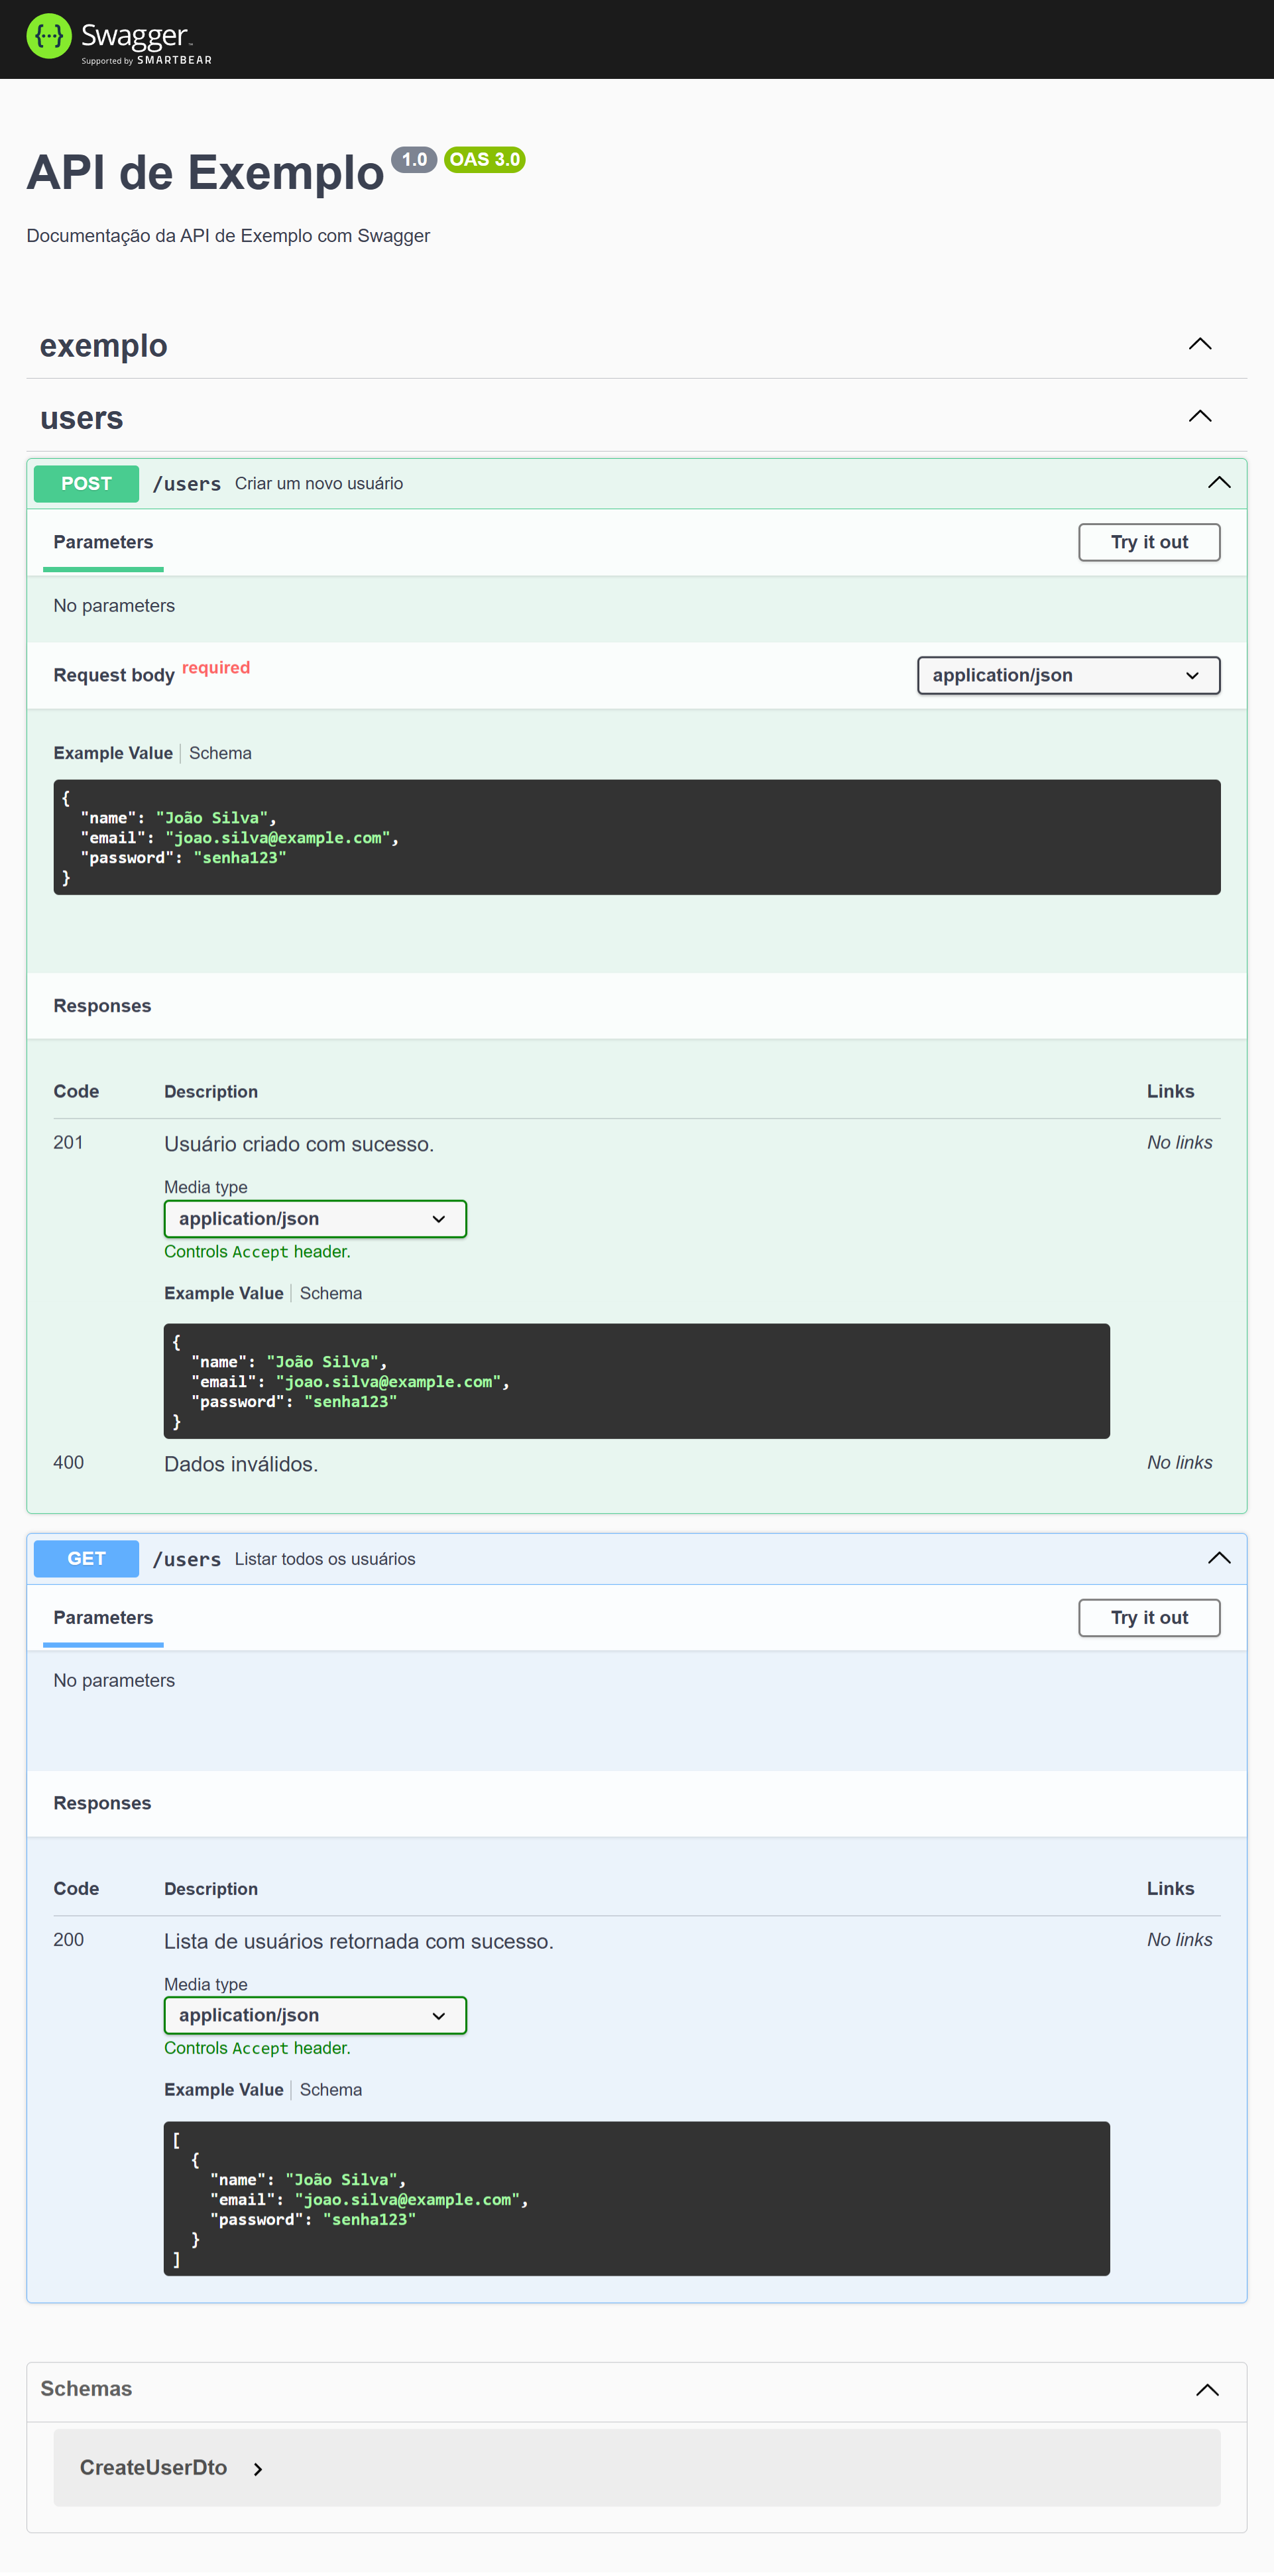 Swagger™
Supported by SMARTBEAR
API de Exemplo 1.0 OAS 3.0
Documentação da API de Exemplo com Swagger
exemplo
users
POST /users Criar um novo usuário
Parameters Try it out
No parameters
Request body required application/json
Example Value Schema
{
"name": "João Silva",
"email": "joao.silva@example.com",
"password": "senha123"
}
Responses
Code Description Links
201 Usuário criado com sucesso. No links
Media type
application/json
Controls Accept header.
Example Value Schema
{
"name": "João Silva",
"email": "joao.silva@example.com",
"password": "senha123"
}
400 Dados inválidos. No links
GET /users Listar todos os usuários
Parameters Try it out
No parameters
Responses
Code Description Links
200 Lista de usuários retornada com sucesso. No links
Media type
application/json
Controls Accept header.
Example Value Schema
[
{
"name": "João Silva",
"email": "joao.silva@example.com",
"password": "senha123"
}
]
Schemas
CreateUserDto